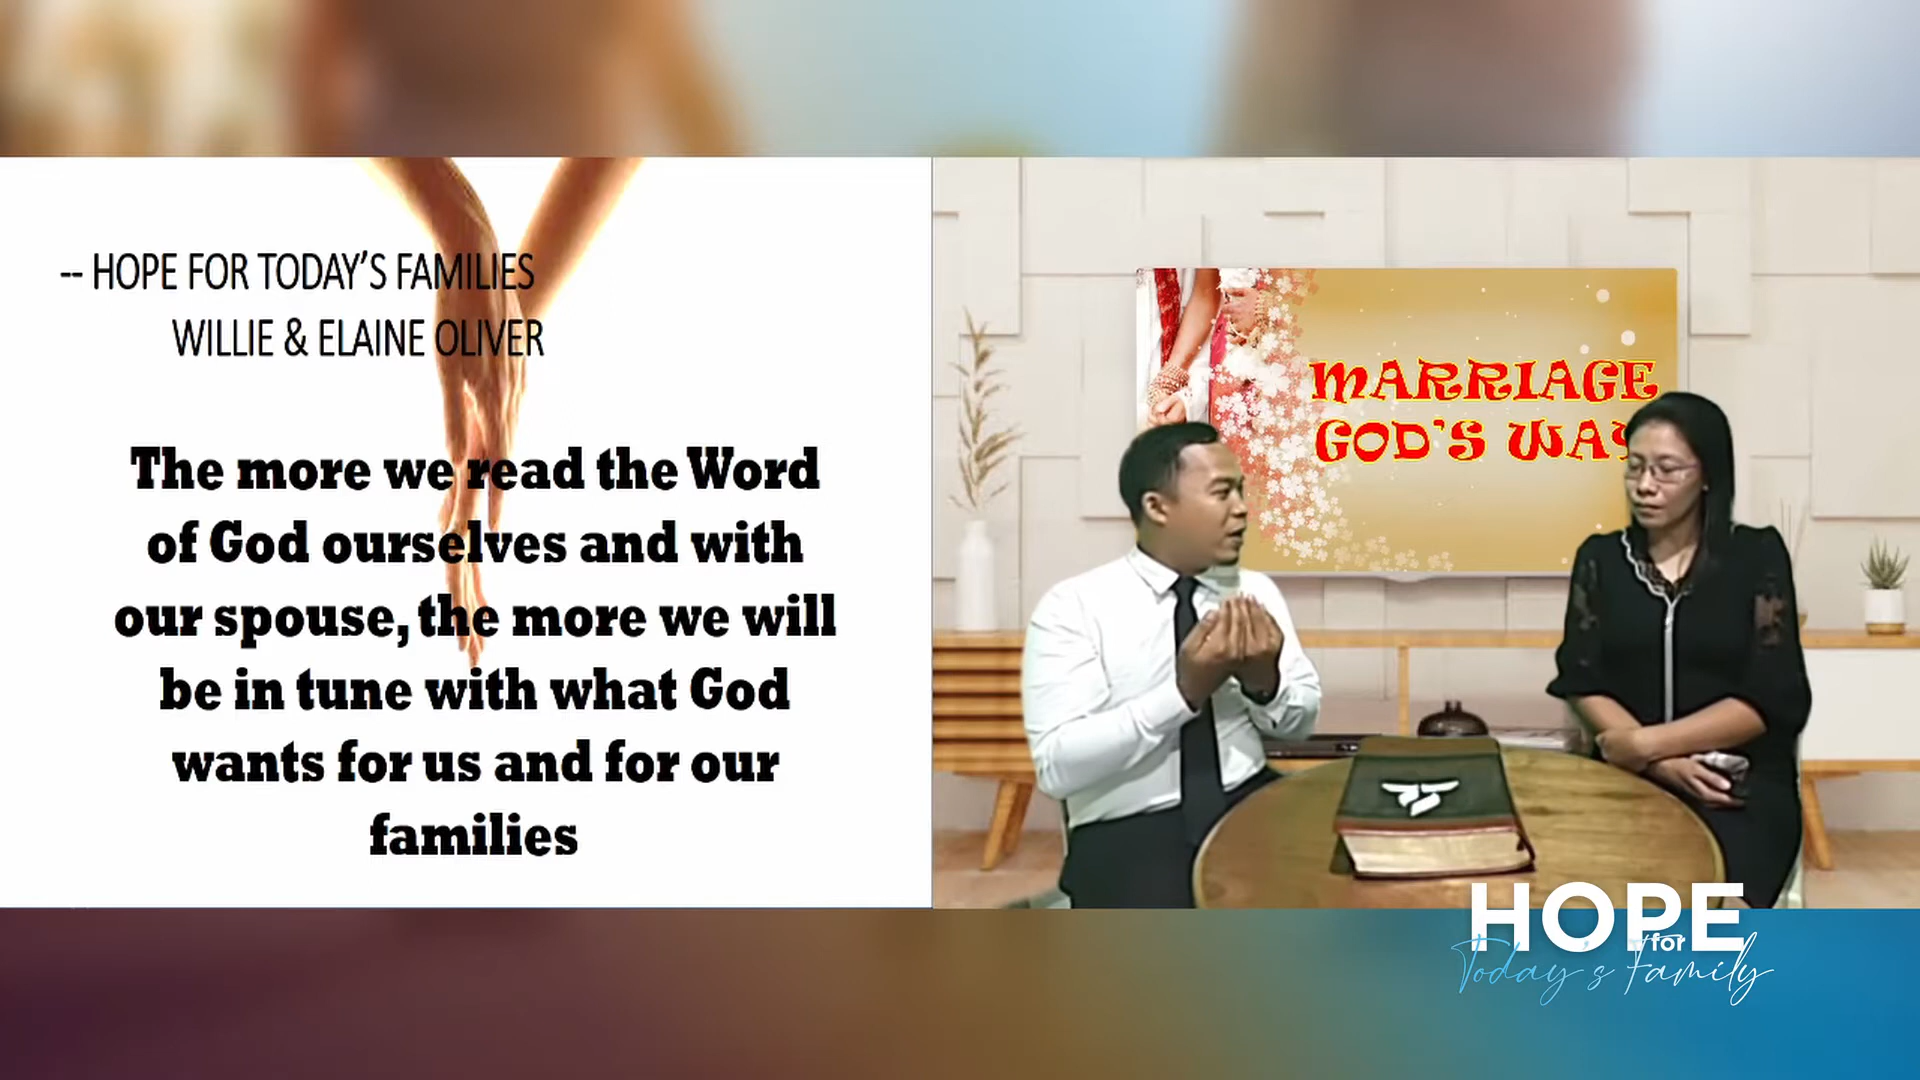 -- HOPE FOR TODAY'S FAMILIES
WILLIE & ELAINE OLIVER
The more we read the Word
of God ourselves and with
our spouse, the more we will
be in tune with what God
wants for us and for our
families
MARRIAGE
GOD'S WAY
HOPE
for
Today's Family